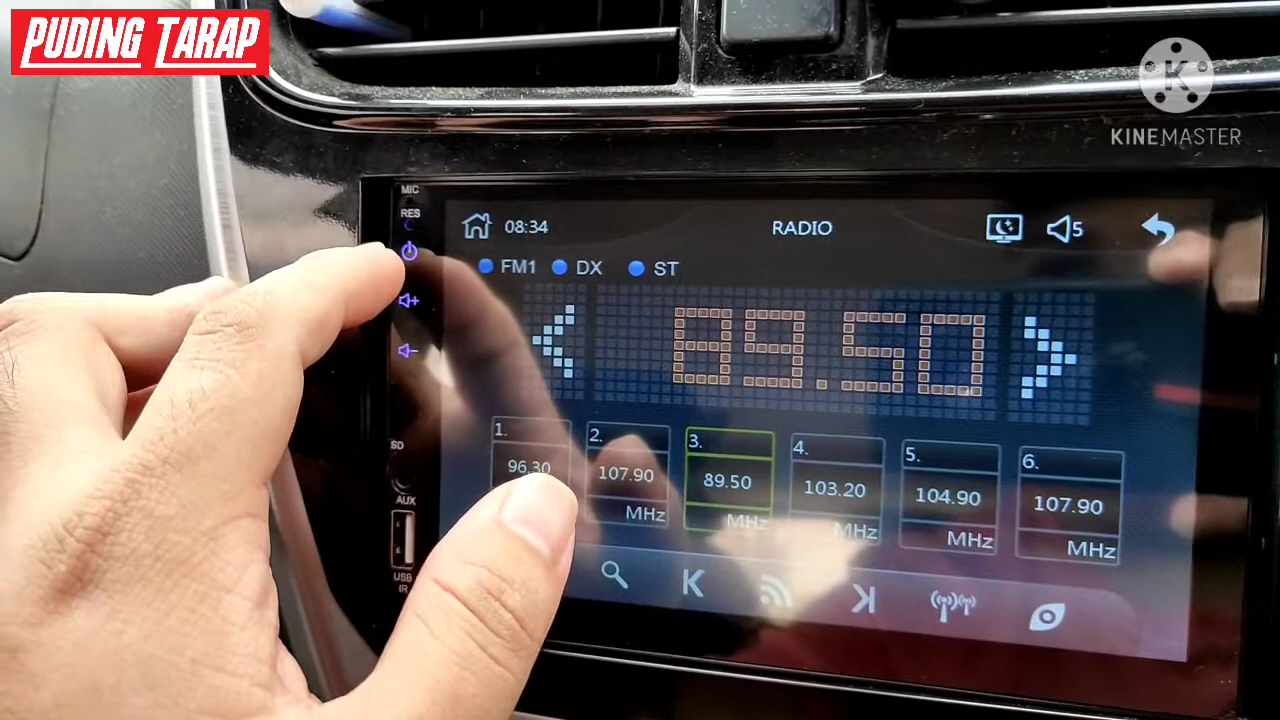 PUDING TARAP
KINEMASTER
MIC
RES
08:34
RADIO
5
FM1
DX
ST
89.50
1.
96.30
2.
107.90
MHz
3.
89.50
MHz
4.
103.20
MHz
5.
104.90
MHz
6.
107.90
MHz
SD
AUX
USB
IR